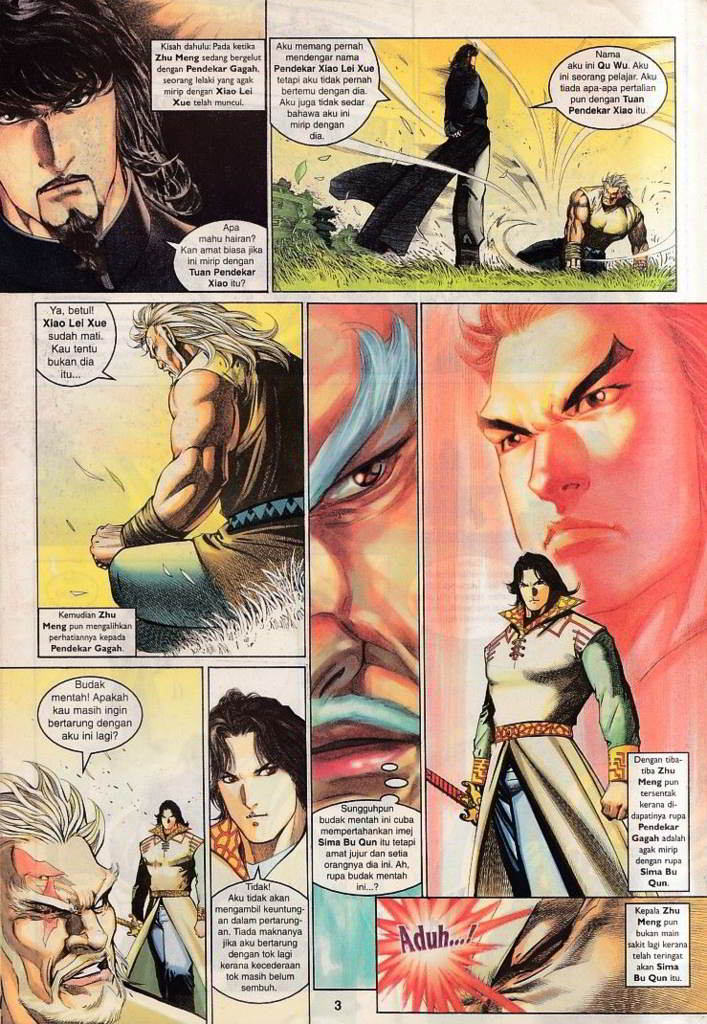 Kisah dahulu: Pada ketika
Zhu Meng sedang bergelut
dengan Pendekar Gagah,
seorang lelaki yang agak
mirip dengan Xiao Lei
Xue telah muncul.
Apa
mahu hairan?
Kan amat biasa jika
ini mirip dengan
Tuan Pendekar
Xiao itu?
Aku memang pernah
mendengar nama
Pendekar Xiao Lei Xue
tetapi aku tidak pernah
bertemu dengan dia.
Aku juga tidak sedar
bahawa aku ini
mirip dengan
dia.
Nama
aku ini Qu Wu. Aku
ini seorang pelajar. Aku
tiada apa-apa pertalian
pun dengan Tuan
Pendekar Xiao itu.
Ya, betul!
Xiao Lei Xue
sudah mati.
Kau tentu
bukan dia
itu...
Kemudian Zhu
Meng pun mengalihkan
perhatiannya kepada
Pendekar Gagah.
Sungguhpun
budak mentah ini cuba
mempertahankan imej
Sima Bu Qun itu tetapi
amat jujur dan setia
orangnya dia ini. Ah,
rupa budak mentah
ini...?
Dengan tiba-
tiba Zhu
Meng pun
tersentak
kerana di-
dapatinya rupa
Pendekar
Gagah adalah
agak mirip
dengan rupa
Sima Bu
Qun.
Budak
mentah! Apakah
kau masih ingin
bertarung dengan
aku ini lagi?
Tidak!
Aku tidak akan
mengambil keuntung-
an dalam pertarung-
an. Tiada maknanya
jika aku bertarung
dengan tok lagi
kerana kecederaan
tok masih belum
sembuh.
Aduh...!
Kepala Zhu
Meng pun
bukan main
sakit lagi kerana
telah teringat
akan Sima
Bu Qun itu.
3